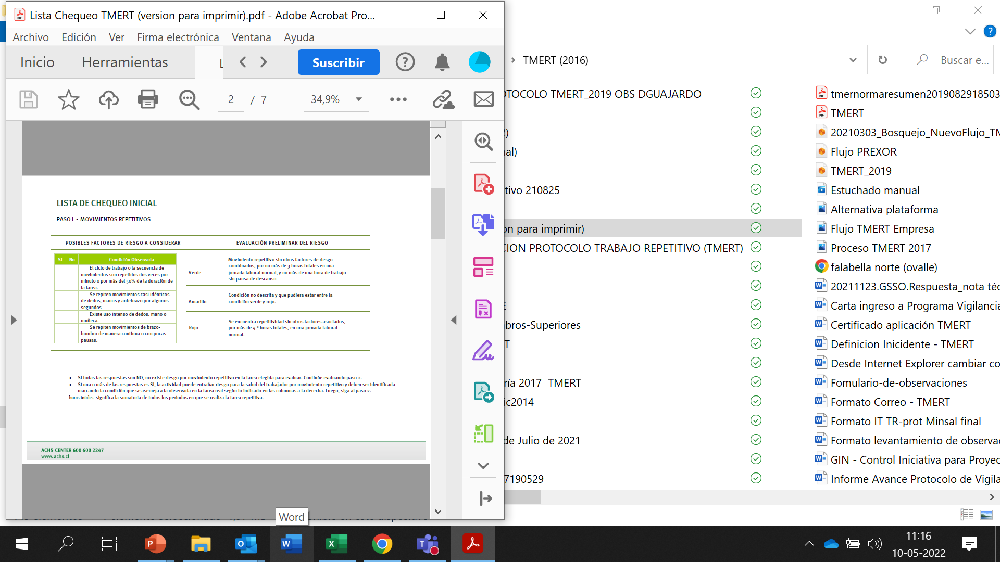 Lista Chequeo TMERT (version para imprimir).pdf - Adobe Acrobat Pro...
Archivo Edición Ver Firma electrónica Ventana Ayuda
Inicio Herramientas Suscribir
2 / 7 34,9%
LISTA DE CHEQUEO INICIAL
PASO I - MOVIMIENTOS REPETITIVOS
POSIBLES FACTORES DE RIESGO A CONSIDERAR
EVALUACIÒN PRELIMINAR DEL RIESGO
Si No Condición Observada
El ciclo de trabajo o la secuencia de
movimientos son repetidos dos veces por
minuto o por más del 50% de la duración de
la tarea.
Se repiten movimientos casi idénticos
de dedos, manos y antebrazo por algunos
segundos
Existe uso intenso de dedos, mano o
muñeca.
Se repiten movimientos de brazo-
hombro de manera continua o con pocas
pausas.
Verde
Movimiento repetitivo sin otros factores de riesgo
combinados, por no más de 3 horas totales en una
jornada laboral normal, y no más de una hora de trabajo
sin pausa de descanso
Amarillo
Condición no descrita y que pudiera estar entre la
condición verde y rojo.
Rojo
Se encuentra repetitividad sin otros factores asociados,
por más de 4 * horas totales, en una jornada laboral
normal.
• Si todas las respuestas son NO, no existe riesgo por movimiento repetitivo en la tarea elegida para evaluar. Continúe evaluando paso 2.
• Si una o más de las respuestas es SI, la actividad puede entrañar riesgo para la salud del trabajador por movimiento repetitivo y deben ser identificada
marcando la condición que se asemeja a la observada en la tarea real según lo indicado en las columnas a la derecha. Luego, siga al paso 2.
horas totales: significa la sumatoria de todos los periodos en que se realiza la tarea repetitiva.
ACHS CENTER 600 600 2247
www.achs.cl
TMERT (2016)
Buscar e...
OTOCOLO TMERT_2019 OBS DGUAJARDO
2)
nal)
tivo 210825
on para imprimir)
CION PROTOCOLO TRABAJO REPETITIVO (TMERT)
E
bros-Superiores
T
ría 2017 TMERT
ic2014
de Julio de 2021
7190529
tmernormaresumen2019082918503
TMERT
20210303_Bosquejo_NuevoFlujo_TM
Flujo PREXOR
TMERT_2019
Estuchado manual
Alternativa plataforma
Flujo TMERT Empresa
Proceso TMERT 2017
falabella norte (ovalle)
20211123.GSSO.Respuesta_nota téc
Carta ingreso a Programa Vigilancia
Certificado aplicación TMERT
Definicion Inicidente - TMERT
Desde Internet Explorer cambiar co
Fomulario-de-observaciones
Formato Correo - TMERT
Formato IT TR-prot Minsal final
Formato levantamiento de observa
GIN - Control Iniciativa para Proyec
Informe Avance Protocolo de Vigila
Word
11:16
10-05-2022